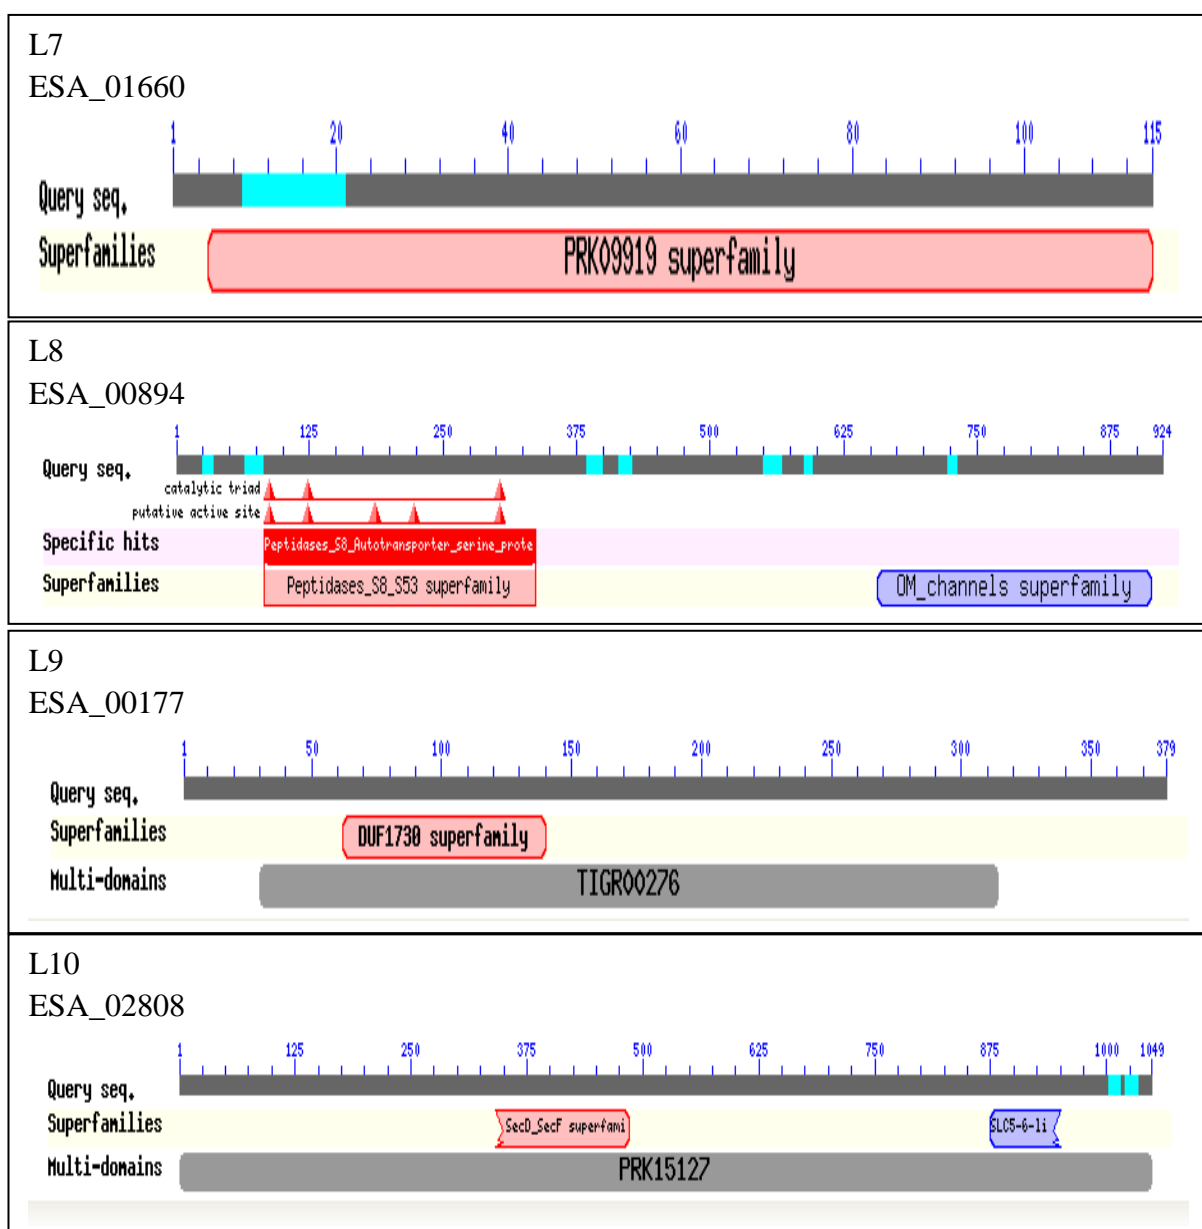 L7
ESA_01660
1 20 40 60 80 100 115
Query seq.
Superfamilies PRK09919 superfamily
L8
ESA_00894
1 125 250 375 500 625 750 875 924
Query seq.
catalytic triad
putative active site
Specific hits Peptidases_S8_Autotransporter_serine_prote
Superfamilies Peptidases_S8_S53 superfamily OM_channels superfamily
L9
ESA_00177
1 50 100 150 200 250 300 350 379
Query seq.
Superfamilies DUF1730 superfamily
Multi-domains TIGR00276
L10
ESA_02808
1 125 250 375 500 625 750 875 1000 1049
Query seq.
Superfamilies SecD_SecF superfami SLC5-6-li
Multi-domains PRK15127